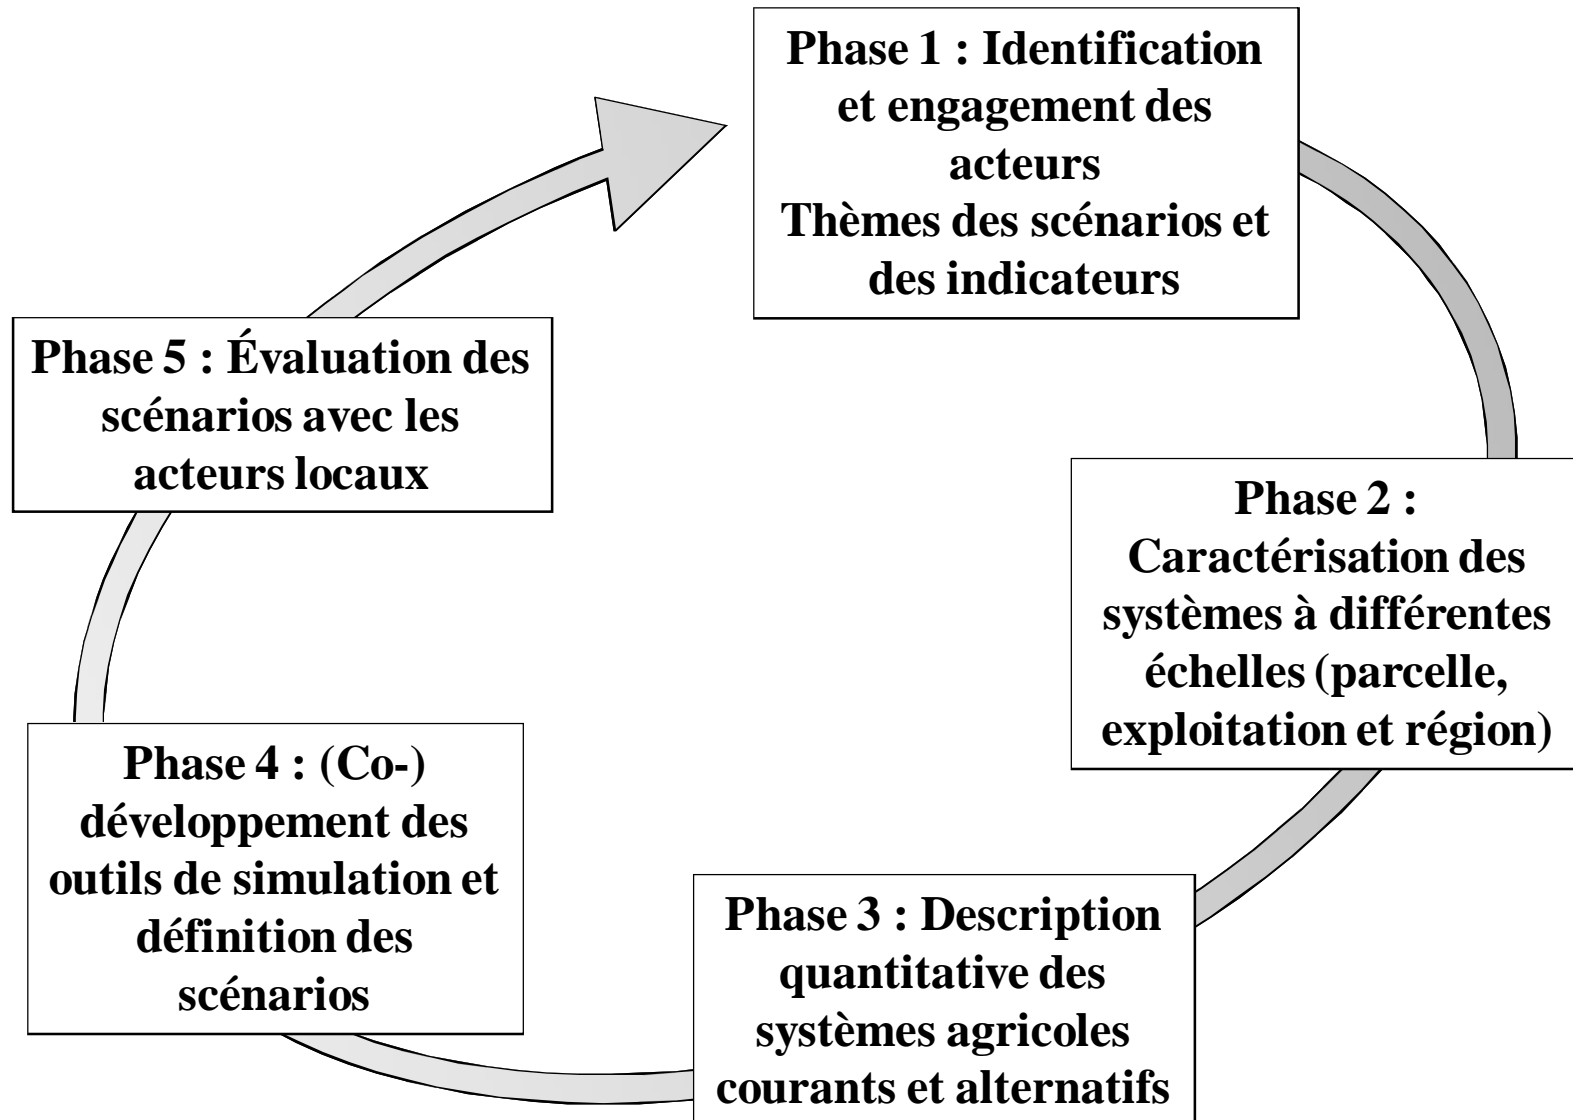 Phase 1 : Identification
et engagement des
acteurs
Thèmes des scénarios et
des indicateurs
Phase 2 :
Caractérisation des
systèmes à différentes
échelles (parcelle,
exploitation et région)
Phase 3 : Description
quantitative des
systèmes agricoles
courants et alternatifs
Phase 4 : (Co-)
développement des
outils de simulation et
définition des
scénarios
Phase 5 : Évaluation des
scénarios avec les
acteurs locaux